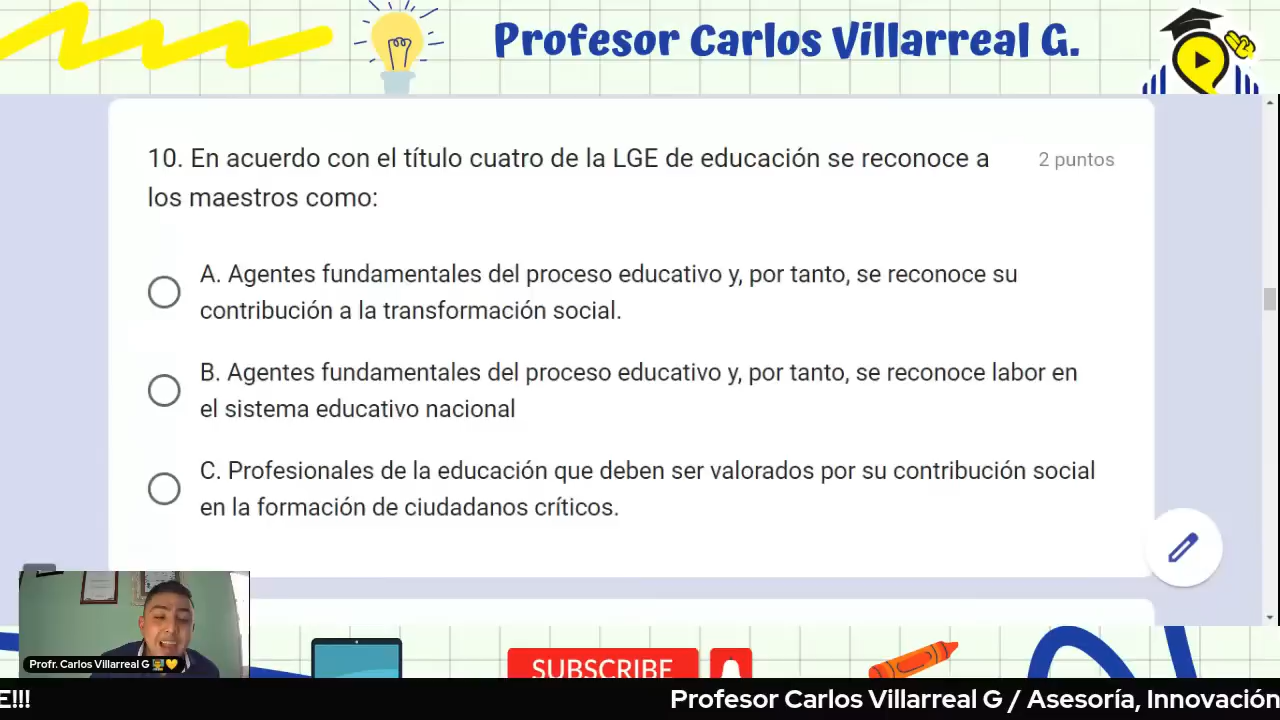 Profesor Carlos Villarreal G.
10. En acuerdo con el título cuatro de la LGE de educación se reconoce a
los maestros como:
2 puntos
A. Agentes fundamentales del proceso educativo y, por tanto, se reconoce su
contribución a la transformación social.
B. Agentes fundamentales del proceso educativo y, por tanto, se reconoce labor en
el sistema educativo nacional
C. Profesionales de la educación que deben ser valorados por su contribución social
en la formación de ciudadanos críticos.
Profr. Carlos Villarreal G 👨‍🏫💛
SUBSCRIBE
E!!!
Profesor Carlos Villarreal G / Asesoría, Innovación